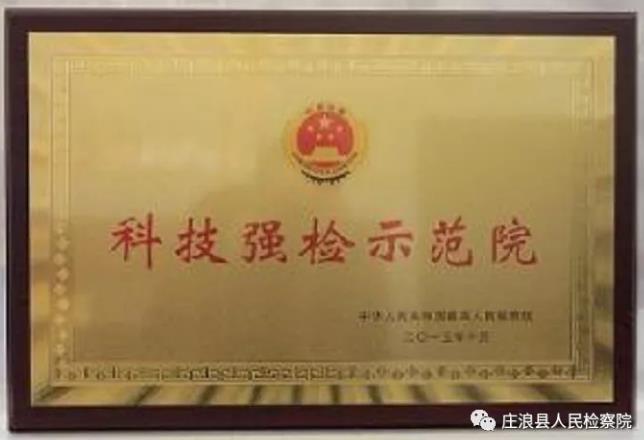 科技强检示范院
中华人民共和国最高人民检察院
二〇一五年十月
庄浪县人民检察院